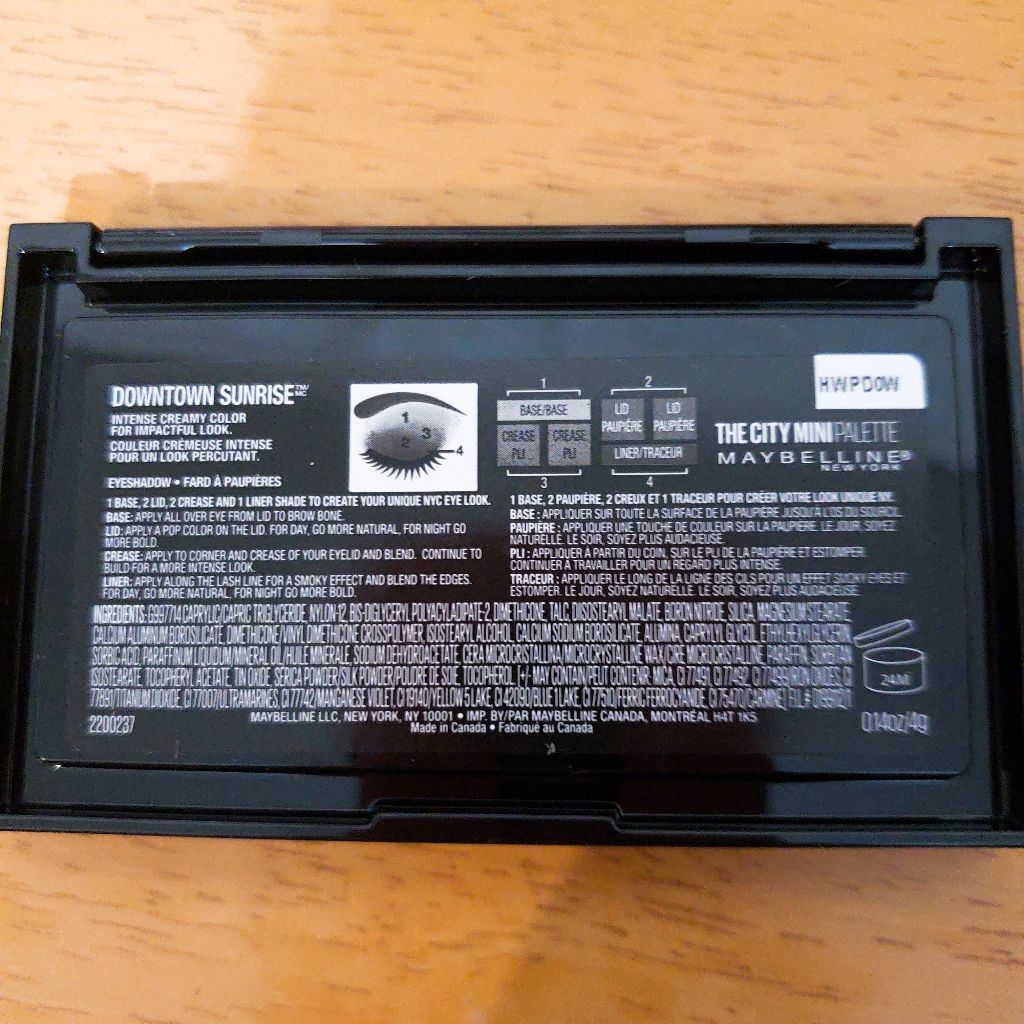 DOWNTOWN SUNRISE™/MC
INTENSE CREAMY COLOR
FOR IMPACTFUL LOOK.
COULEUR CRÉMEUSE INTENSE
POUR UN LOOK PERCUTANT.
EYESHADOW • FARD À PAUPIÈRES
1
2
3
4
1
BASE/BASE
CREASE
PLI
CREASE
PLI
3
2
LID
PAUPIÈRE
LID
PAUPIÈRE
LINER/TRACEUR
4
HWPD0W
THE CITY MINI PALETTE
MAYBELLINE®
NEW YORK
1 BASE, 2 LID, 2 CREASE AND 1 LINER SHADE TO CREATE YOUR UNIQUE NYC EYE LOOK.
BASE: APPLY ALL OVER EYE FROM LID TO BROW BONE.
LID: APPLY A POP COLOR ON THE LID. FOR DAY, GO MORE NATURAL, FOR NIGHT GO
MORE BOLD.
CREASE: APPLY TO CORNER AND CREASE OF YOUR EYELID AND BLEND. CONTINUE TO
BUILD FOR A MORE INTENSE LOOK.
LINER: APPLY ALONG THE LASH LINE FOR A SMOKY EFFECT AND BLEND THE EDGES.
FOR DAY, GO MORE NATURAL, FOR NIGHT GO MORE BOLD.
1 BASE, 2 PAUPIÈRE, 2 CREUX ET 1 TRACEUR POUR CRÉER VOTRE LOOK UNIQUE NY.
BASE : APPLIQUER SUR TOUTE LA SURFACE DE LA PAUPIÈRE JUSQU'À L'OS DU SOURCIL.
PAUPIÈRE : APPLIQUER UNE TOUCHE DE COULEUR SUR LA PAUPIÈRE. LE JOUR, SOYEZ
NATURELLE. LE SOIR, SOYEZ PLUS AUDACIEUSE.
PLI : APPLIQUER À PARTIR DU COIN, SUR LE PLI DE LA PAUPIÈRE ET ESTOMPER.
CONTINUER À TRAVAILLER POUR UN REGARD PLUS INTENSE.
TRACEUR : APPLIQUER LE LONG DE LA LIGNE DES CILS POUR UN EFFET SMOKY EYES ET
ESTOMPER. LE JOUR, SOYEZ NATURELLE. LE SOIR, SOYEZ PLUS AUDACIEUSE.
INGREDIENTS: G997714 CAPRYLIC/CAPRIC TRIGLYCERIDE, NYLON-12, BIS-DIGLYCERYL POLYACYLADIPATE-2, DIMETHICONE, TALC, DIISOSTEARYL MALATE, BORON NITRIDE, SILICA, MAGNESIUM STEARATE,
CALCIUM ALUMINUM BOROSILICATE, DIMETHICONE/VINYL DIMETHICONE CROSSPOLYMER, ISOSTEARYL ALCOHOL, CALCIUM SODIUM BOROSILICATE, ALUMINA, CAPRYLYL GLYCOL, ETHYLHEXYLGLYCERIN,
SORBIC ACID, PARAFFINUM LIQUIDUM/MINERAL OIL/HUILE MINERALE, SODIUM DEHYDROACETATE, CERA MICROCRISTALLINA/MICROCRYSTALLINE WAX/CIRE MICROCRISTALLINE, PARAFFIN, SORBITAN
ISOSTEARATE, TOCOPHERYL ACETATE, TIN OXIDE, SERICA POWDER/SILK POWDER/POUDRE DE SOIE, TOCOPHEROL. [+/- MAY CONTAIN/PEUT CONTENIR: MICA, CI 77491, CI 77492, CI 77499/IRON OXIDES, CI
77891/TITANIUM DIOXIDE, CI 77007/ULTRAMARINES, CI 77742/MANGANESE VIOLET, CI 19140/YELLOW 5 LAKE, CI 42090/BLUE 1 LAKE, CI 77510/FERRIC FERROCYANIDE, CI 75470/CARMINE] F.I.L.#
2200237
MAYBELLINE LLC, NEW YORK, NY 10001 • IMP. BY/PAR MAYBELLINE CANADA, MONTRÉAL H4T 1K5
Made in Canada • Fabriqué au Canada
24M
0.14oz/4g